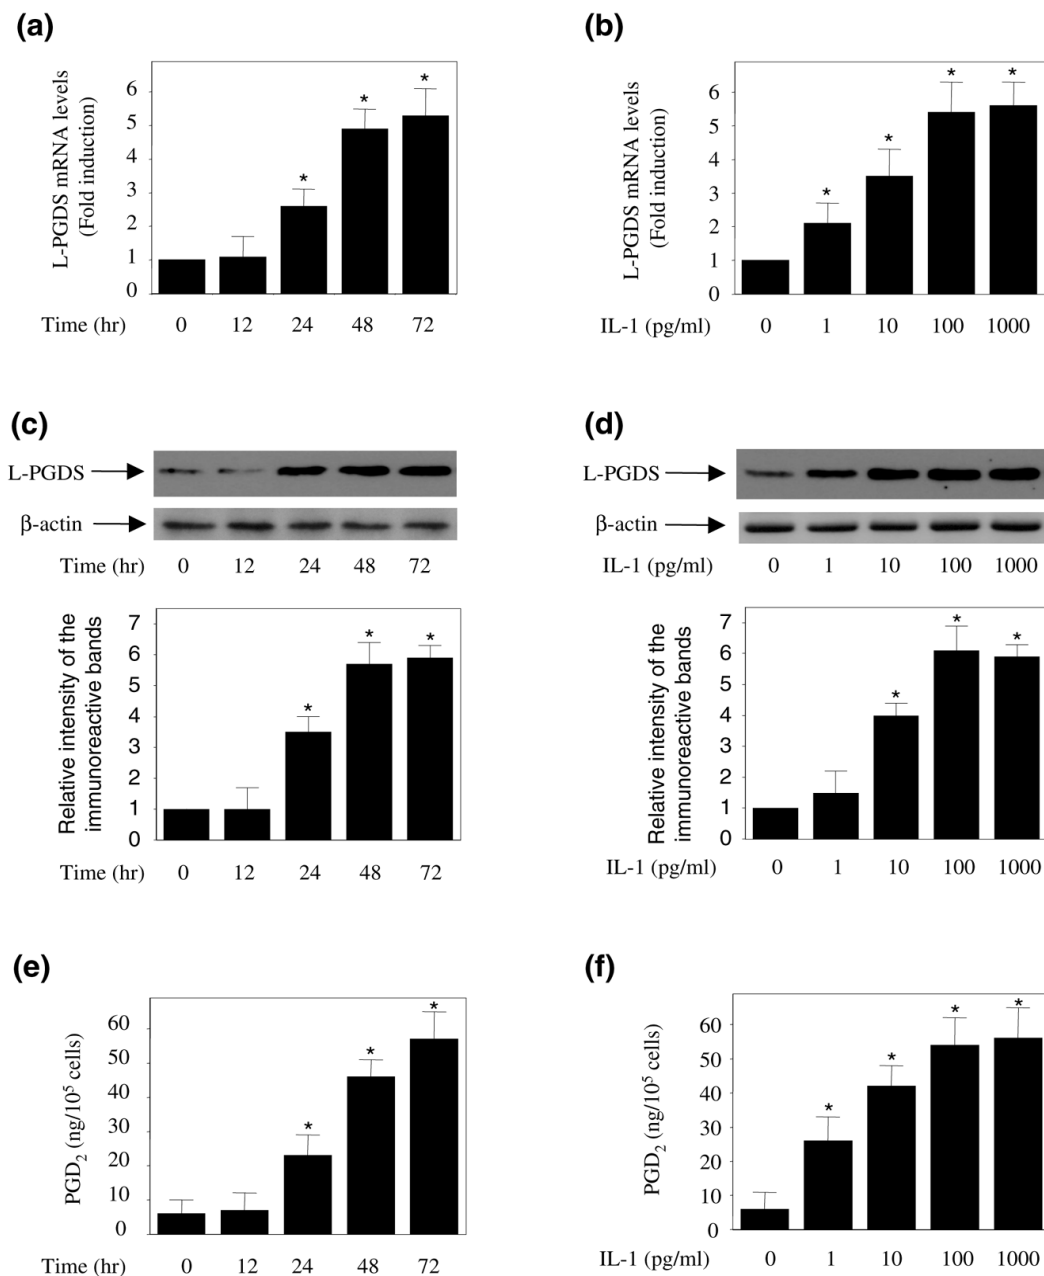 (a)
L-PGDS mRNA levels
(Fold induction)
6
5
4
3
2
1
0
* * *
Time (hr) 0 12 24 48 72
(b)
L-PGDS mRNA levels
(Fold induction)
6
5
4
3
2
1
0
* * * *
IL-1 (pg/ml) 0 1 10 100 1000
(c)
L-PGDS
β-actin
Time (hr) 0 12 24 48 72
Relative intensity of the
immunoreactive bands
7
6
5
4
3
2
1
0
* * *
Time (hr) 0 12 24 48 72
(d)
L-PGDS
β-actin
IL-1 (pg/ml) 0 1 10 100 1000
Relative intensity of the
immunoreactive bands
7
6
5
4
3
2
1
0
* * *
IL-1 (pg/ml) 0 1 10 100 1000
(e)
PGD₂ (ng/10⁵ cells)
60
50
40
30
20
10
0
* * *
Time (hr) 0 12 24 48 72
(f)
PGD₂ (ng/10⁵ cells)
60
50
40
30
20
10
0
* * * *
IL-1 (pg/ml) 0 1 10 100 1000